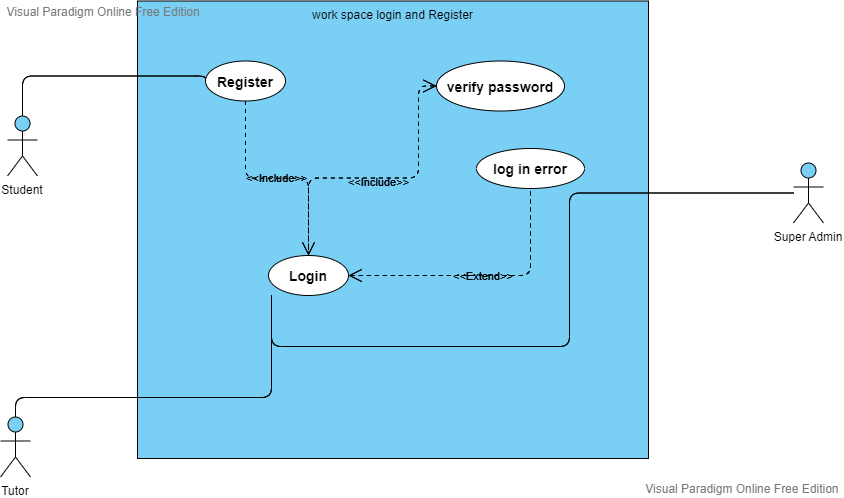 Visual Paradigm Online Free Edition
work space login and Register
Register
verify password
log in error
Student
<<Include>>
<<Include>>
Super Admin
Login
<<Extend>>
Tutor
Visual Paradigm Online Free Edition